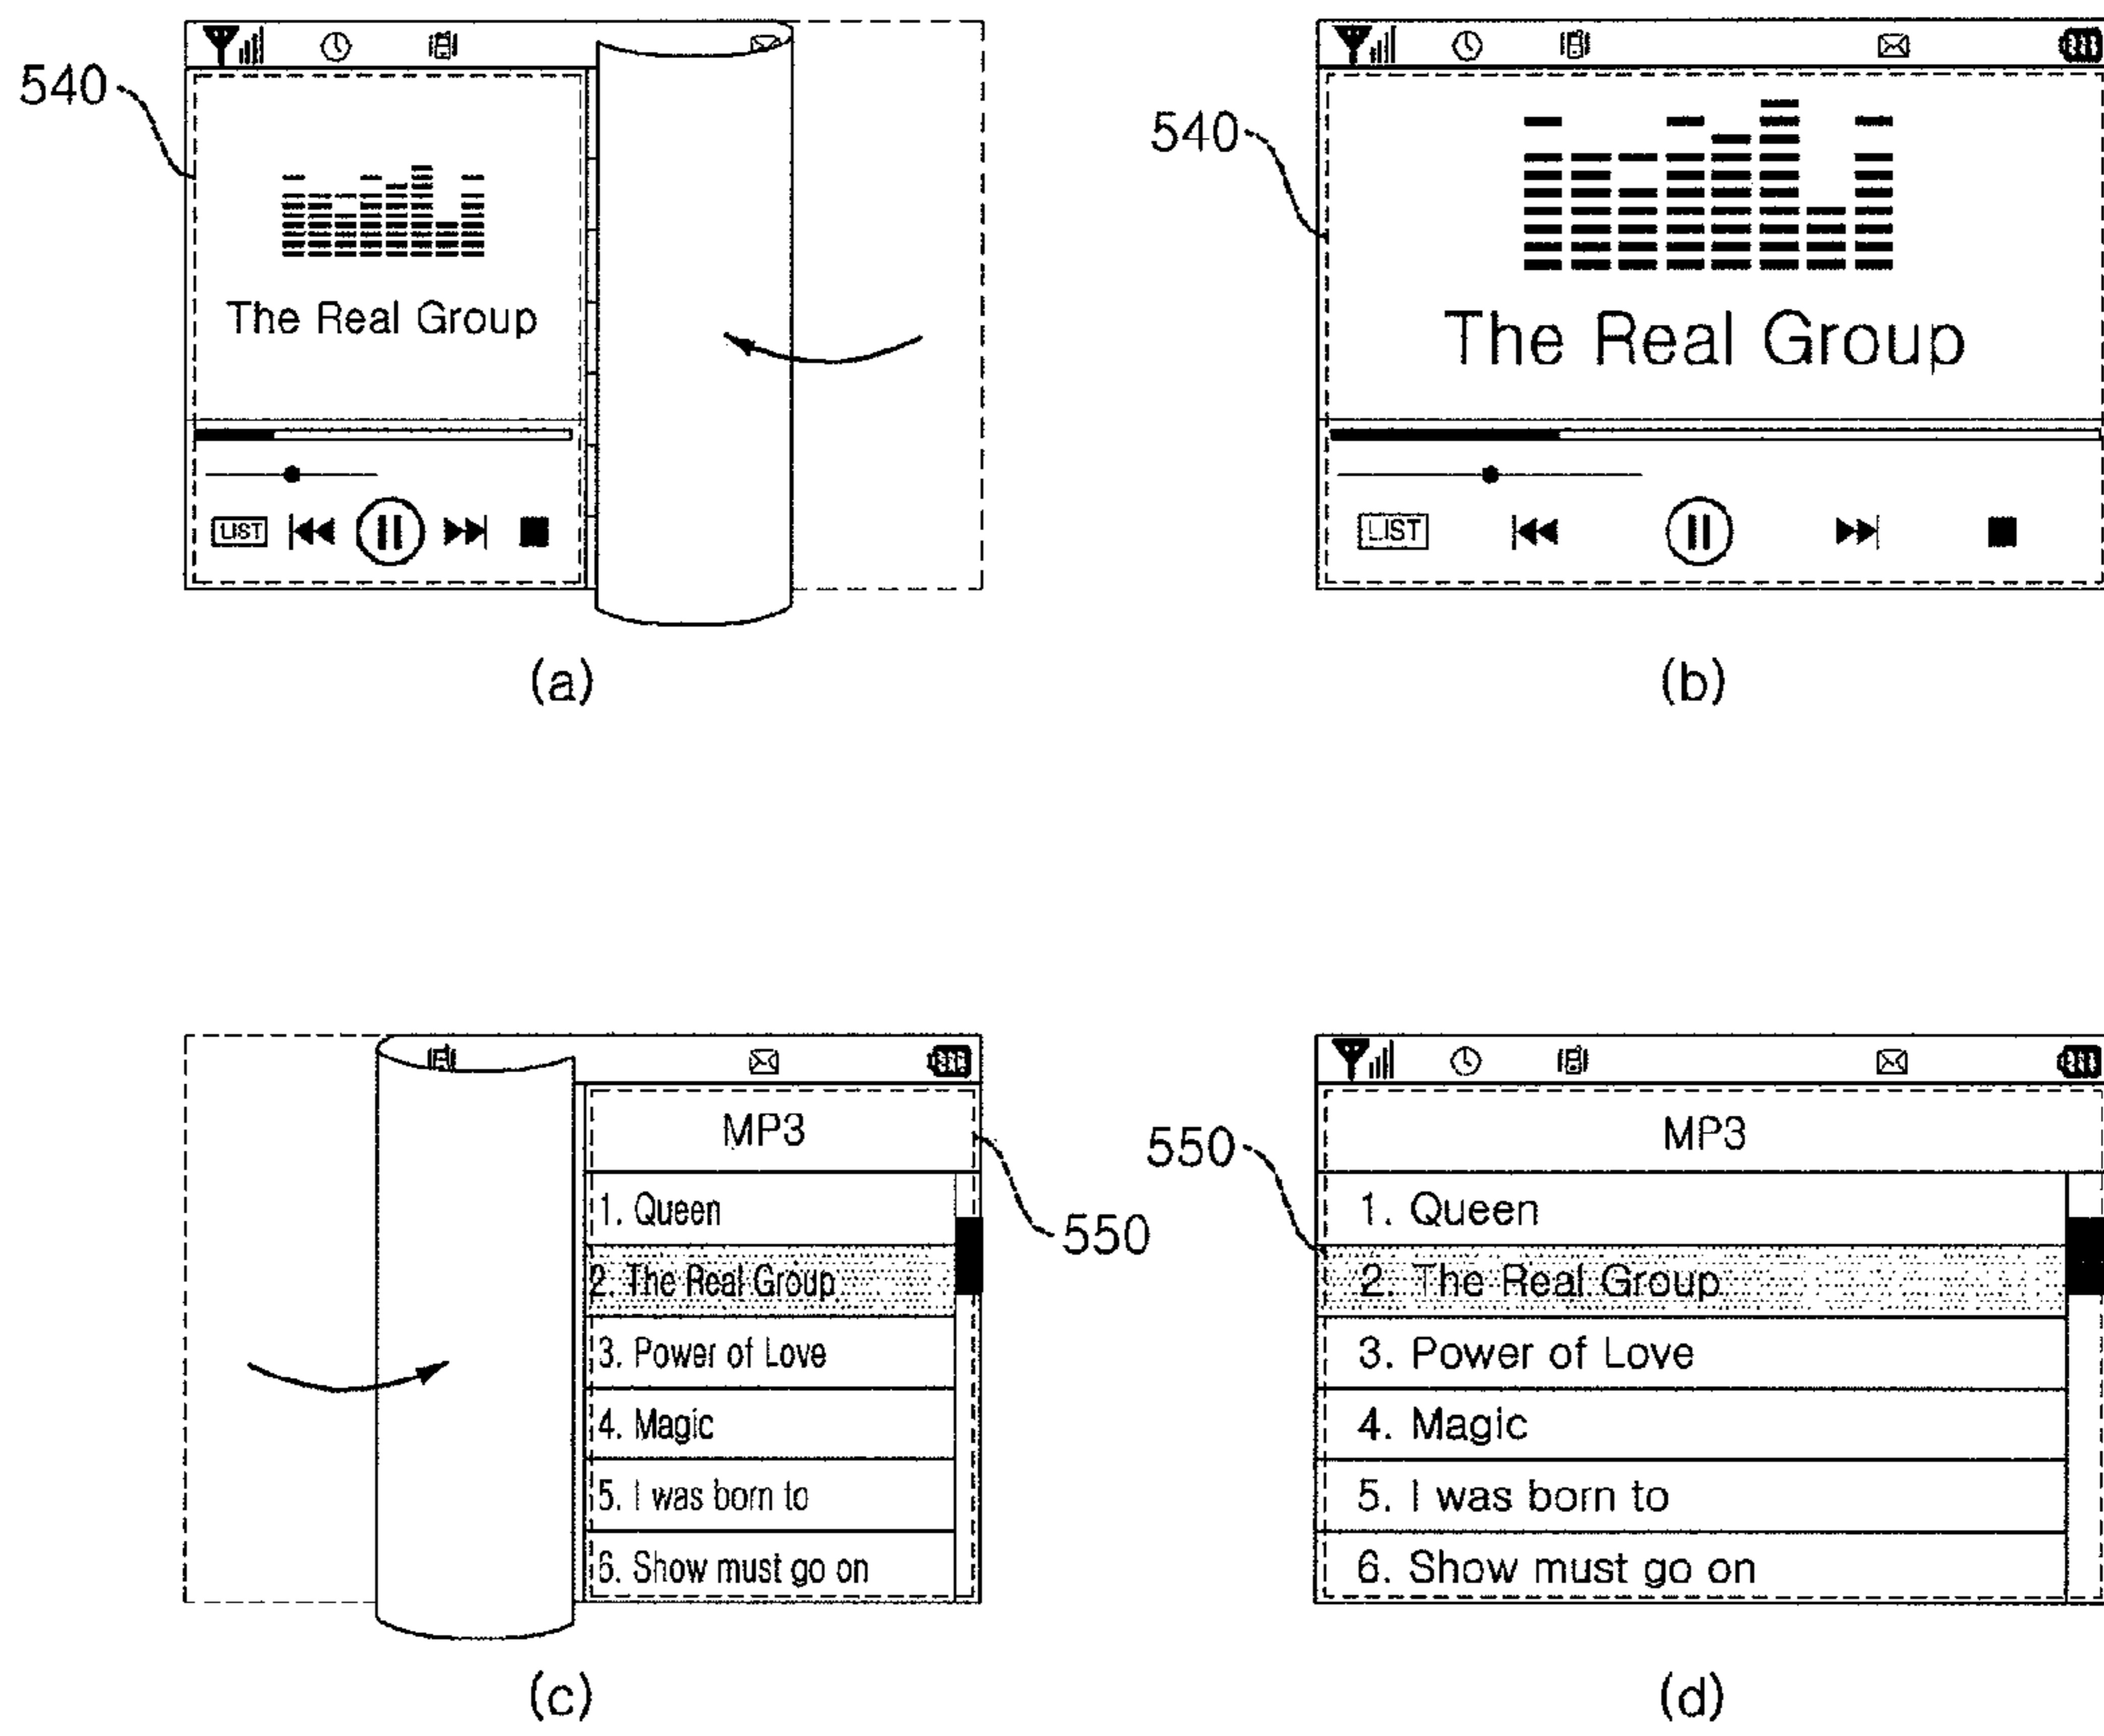 540
The Real Group
LIST
(a)
540
The Real Group
LIST
(b)
MP3
1. Queen
2. The Real Group
3. Power of Love
4. Magic
5. I was born to
6. Show must go on
550
(c)
550
MP3
1. Queen
2. The Real Group
3. Power of Love
4. Magic
5. I was born to
6. Show must go on
(d)